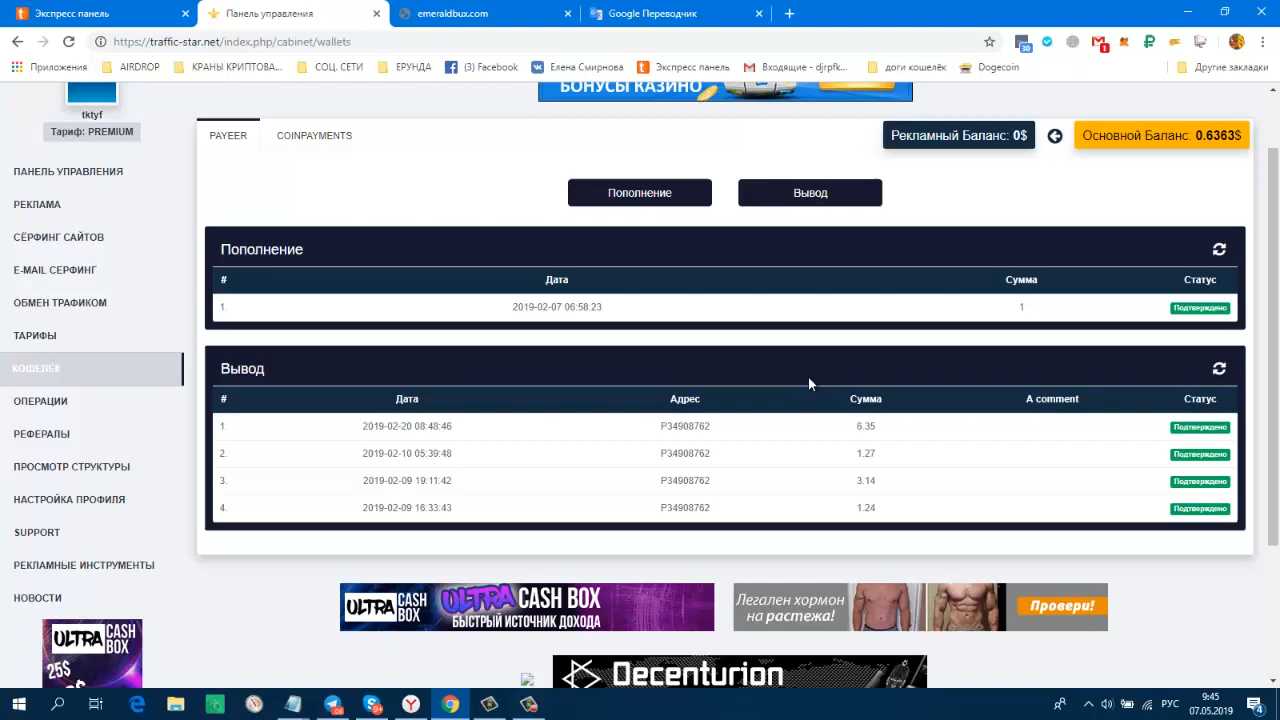 Экспресс панель
Панель управления
emeraldbux.com
Google Переводчик
https://traffic-star.net/index.php/cabinet/wallets
30
1
Приложения
AIRDROP
КРАНЫ КРИПТОВА...
СОЦ. СЕТИ
ЕРУНДА
(3) Facebook
Елена Смирнова
Экспресс панель
Входящие - djrpfk...
доги кошелёк
Dogecoin
Другие закладки
БОНУСЫ КАЗИНО
tktyf
Тариф: PREMIUM
PAYEER
COINPAYMENTS
Рекламный Баланс: 0$
Основной Баланс: 0.6363$
ПАНЕЛЬ УПРАВЛЕНИЯ
РЕКЛАМА
СЁРФИНГ САЙТОВ
E-MAIL СЕРФИНГ
ОБМЕН ТРАФИКОМ
ТАРИФЫ
КОШЕЛЕК
ОПЕРАЦИИ
РЕФЕРАЛЫ
ПРОСМОТР СТРУКТУРЫ
НАСТРОЙКА ПРОФИЛЯ
SUPPORT
РЕКЛАМНЫЕ ИНСТРУМЕНТЫ
НОВОСТИ
Пополнение
Вывод
Пополнение
# Дата Сумма Статус
1. 2019-02-07 06:58:23 1 Подтверждено
Вывод
# Дата Адрес Сумма A comment Статус
1. 2019-02-20 08:48:46 P34908762 6.35 Подтверждено
2. 2019-02-10 05:39:48 P34908762 1.27 Подтверждено
3. 2019-02-09 19:11:42 P34908762 3.14 Подтверждено
4. 2019-02-09 16:33:43 P34908762 1.24 Подтверждено
ULTRA CASH BOX
ULTRA CASH BOX
БЫСТРЫЙ ИСТОЧНИК ДОХОДА
Легален хормон
на растежа!
Провери!
ULTRA CASH BOX
25$
Decenturion
РУС
9:45
07.05.2019
4